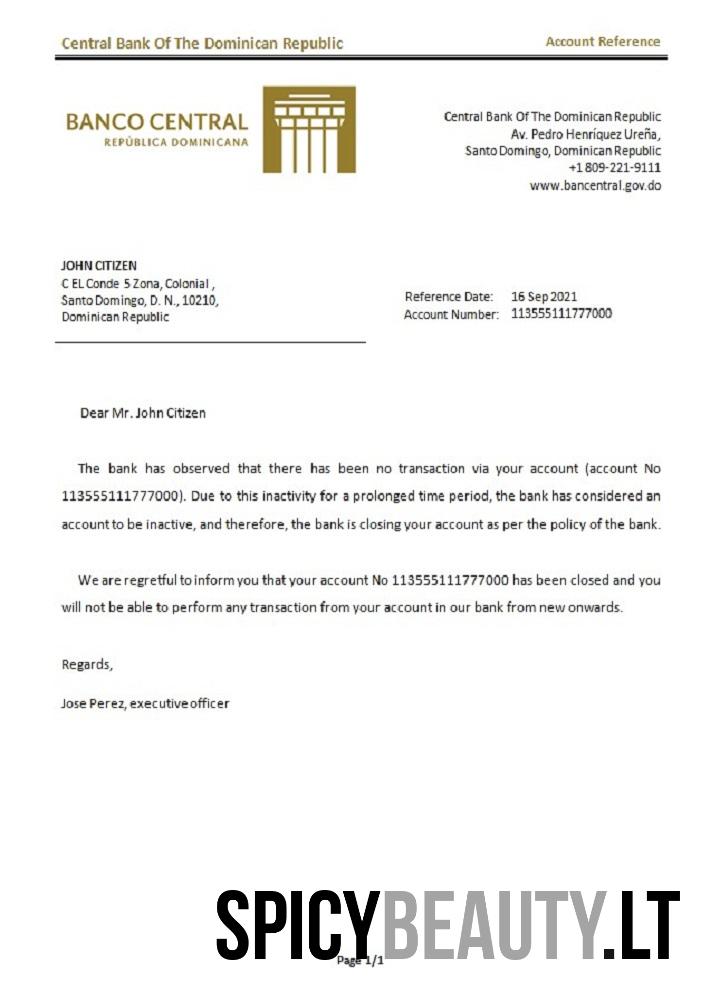 Central Bank Of The Dominican Republic
Account Reference
BANCO CENTRAL
REPÚBLICA DOMINICANA
Central Bank Of The Dominican Republic
Av. Pedro Henríquez Ureña,
Santo Domingo, Dominican Republic
+1 809-221-9111
www.bancentral.gov.do
JOHN CITIZEN
C EL Conde 5 Zona, Colonial ,
Santo Domingo, D. N., 10210,
Dominican Republic
Reference Date: 16 Sep 2021
Account Number: 113555111777000
Dear Mr. John Citizen
The bank has observed that there has been no transaction via your account (account No
113555111777000). Due to this inactivity for a prolonged time period, the bank has considered an
account to be inactive, and therefore, the bank is closing your account as per the policy of the bank.
We are regretful to inform you that your account No 113555111777000 has been closed and you
will not be able to perform any transaction from your account in our bank from new onwards.
Regards,
Jose Perez, executive officer
SPICYBEAUTY.LT
Page 1/1